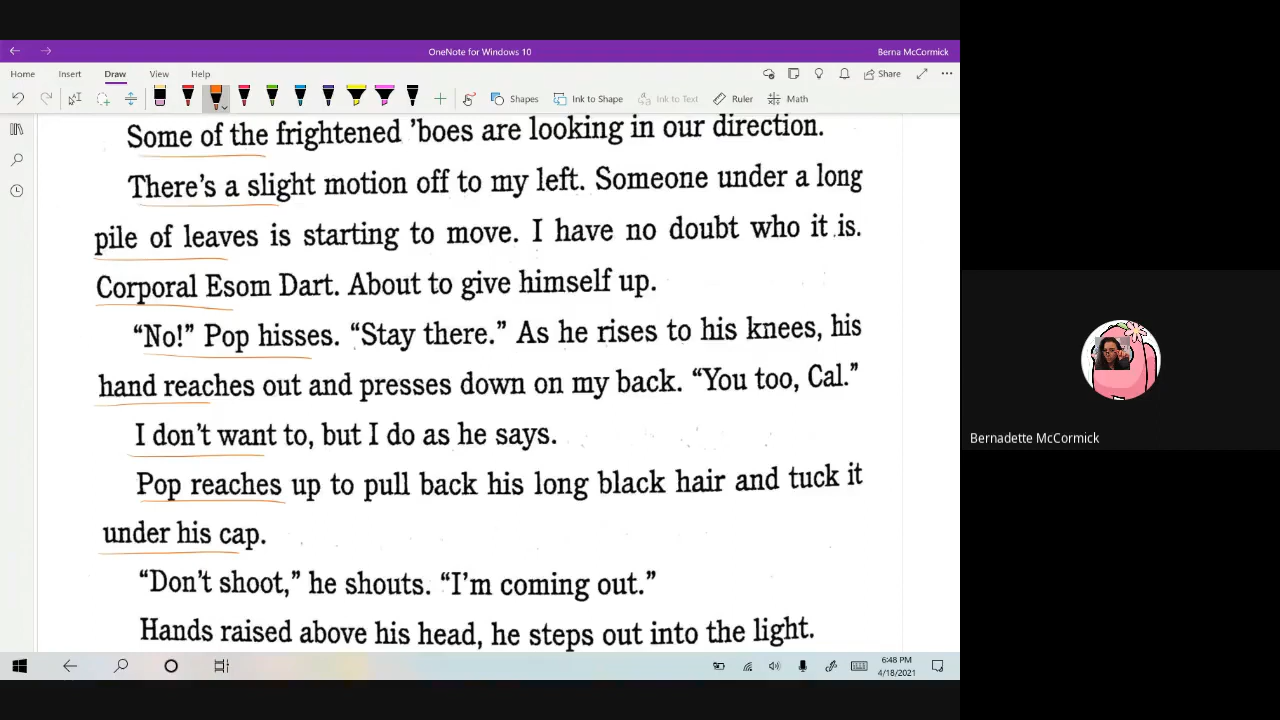 OneNote for Windows 10
Berna McCormick
Home Insert Draw View Help
Share
Shapes Ink to Shape Ink to Text Ruler Math
Some of the frightened ’boes are looking in our direction.
There’s a slight motion off to my left. Someone under a long
pile of leaves is starting to move. I have no doubt who it is.
Corporal Esom Dart. About to give himself up.
“No!” Pop hisses. “Stay there.” As he rises to his knees, his
hand reaches out and presses down on my back. “You too, Cal.”
I don’t want to, but I do as he says.
Pop reaches up to pull back his long black hair and tuck it
under his cap.
“Don’t shoot,” he shouts. “I’m coming out.”
Hands raised above his head, he steps out into the light.
6:48 PM
4/18/2021
Bernadette McCormick